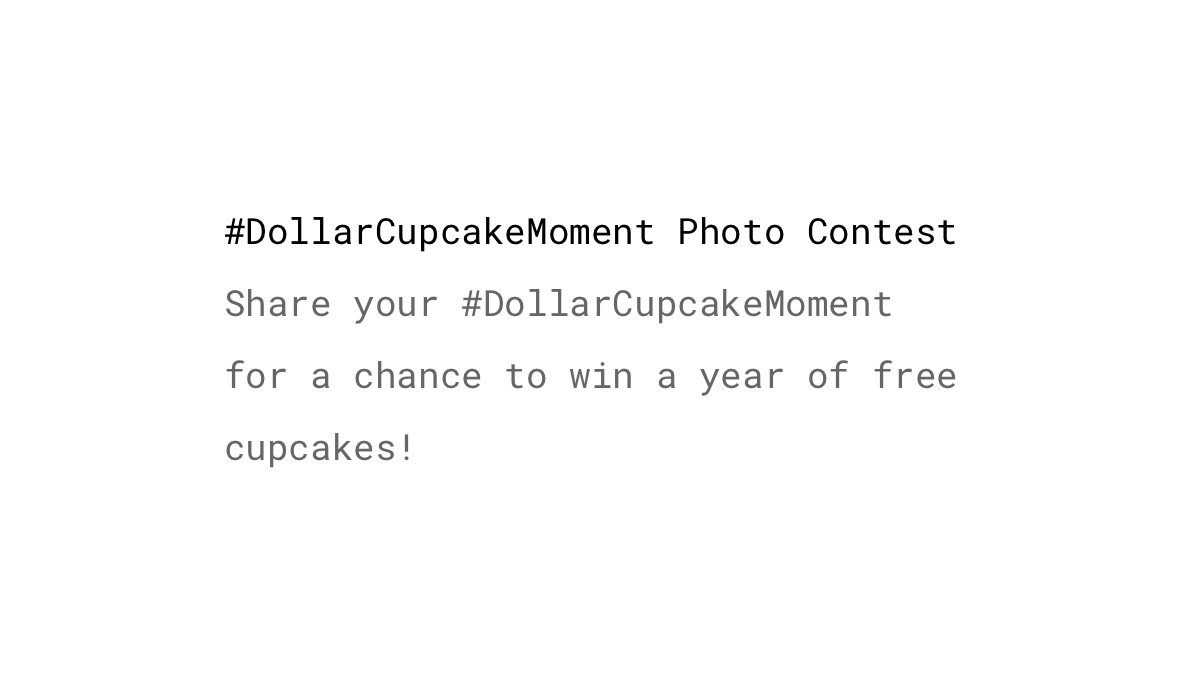 #DollarCupcakeMoment Photo Contest
Share your #DollarCupcakeMoment
for a chance to win a year of free
cupcakes!